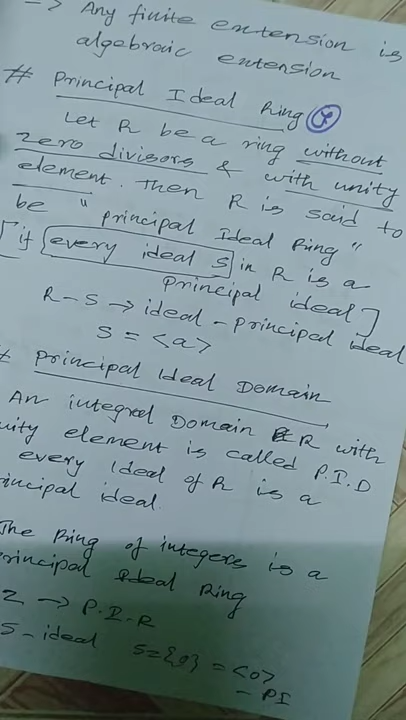 -> Any finite extension is
algebraic extension
# Principal Ideal Ring
Let R be a ring without
zero divisors & with unity
element. Then R is said to
be "principal Ideal Ring"
[if every ideal S in R is a
principal ideal]
R-S → ideal - principal ideal
S = <a>
# Principal Ideal Domain
An integral Domain R with
unity element is called P.I.D
every Ideal of R is a
principal ideal.
The Ring of integers is a
principal Ideal Ring
Z → P.I.R
S-ideal S={0} = <0>
- PI